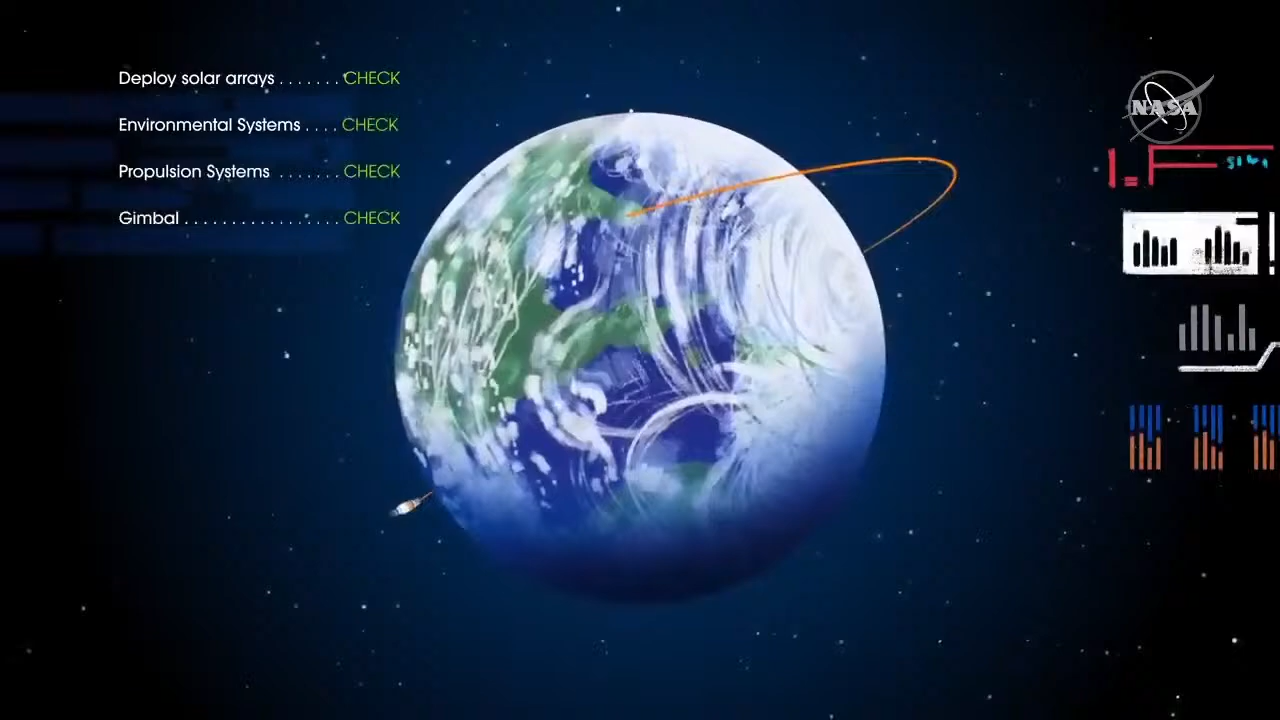 Deploy solar arrays . . . . . . . CHECK
Environmental Systems . . . . CHECK
Propulsion Systems . . . . . . . CHECK
Gimbal . . . . . . . . . . . . . . . . . CHECK
NASA